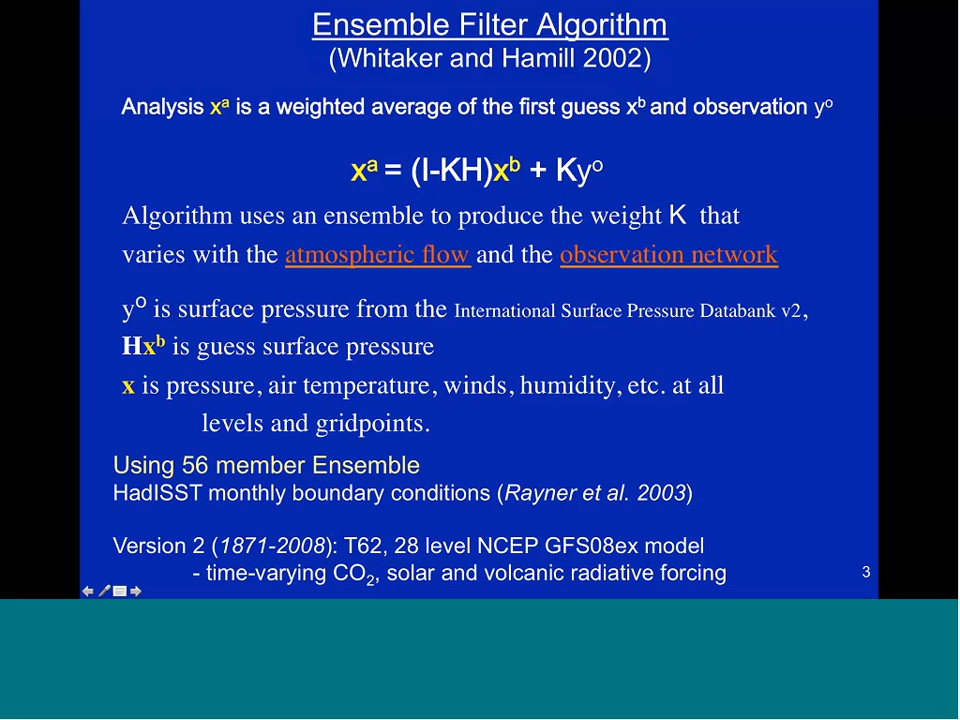 Ensemble Filter Algorithm
(Whitaker and Hamill 2002)
Analysis xᵃ is a weighted average of the first guess xᵇ and observation yᵒ
xᵃ = (I-KH)xᵇ + Kyᵒ
Algorithm uses an ensemble to produce the weight K that
varies with the atmospheric flow and the observation network
yᵒ is surface pressure from the International Surface Pressure Databank v2,
Hxᵇ is guess surface pressure
x is pressure, air temperature, winds, humidity, etc. at all
levels and gridpoints.
Using 56 member Ensemble
HadISST monthly boundary conditions (Rayner et al. 2003)
Version 2 (1871-2008): T62, 28 level NCEP GFS08ex model
- time-varying CO₂, solar and volcanic radiative forcing
3